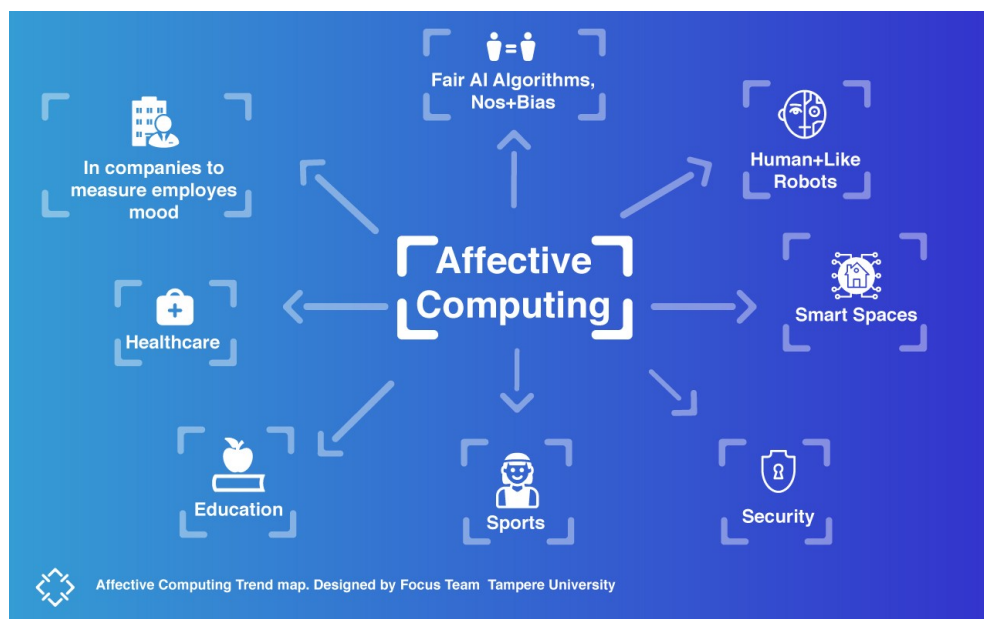 Fair AI Algorithms,
Nos+Bias
In companies to
measure employes
mood
Human+Like
Robots
Affective
Computing
Smart Spaces
Healthcare
Education
Sports
Security
Affective Computing Trend map. Designed by Focus Team Tampere University